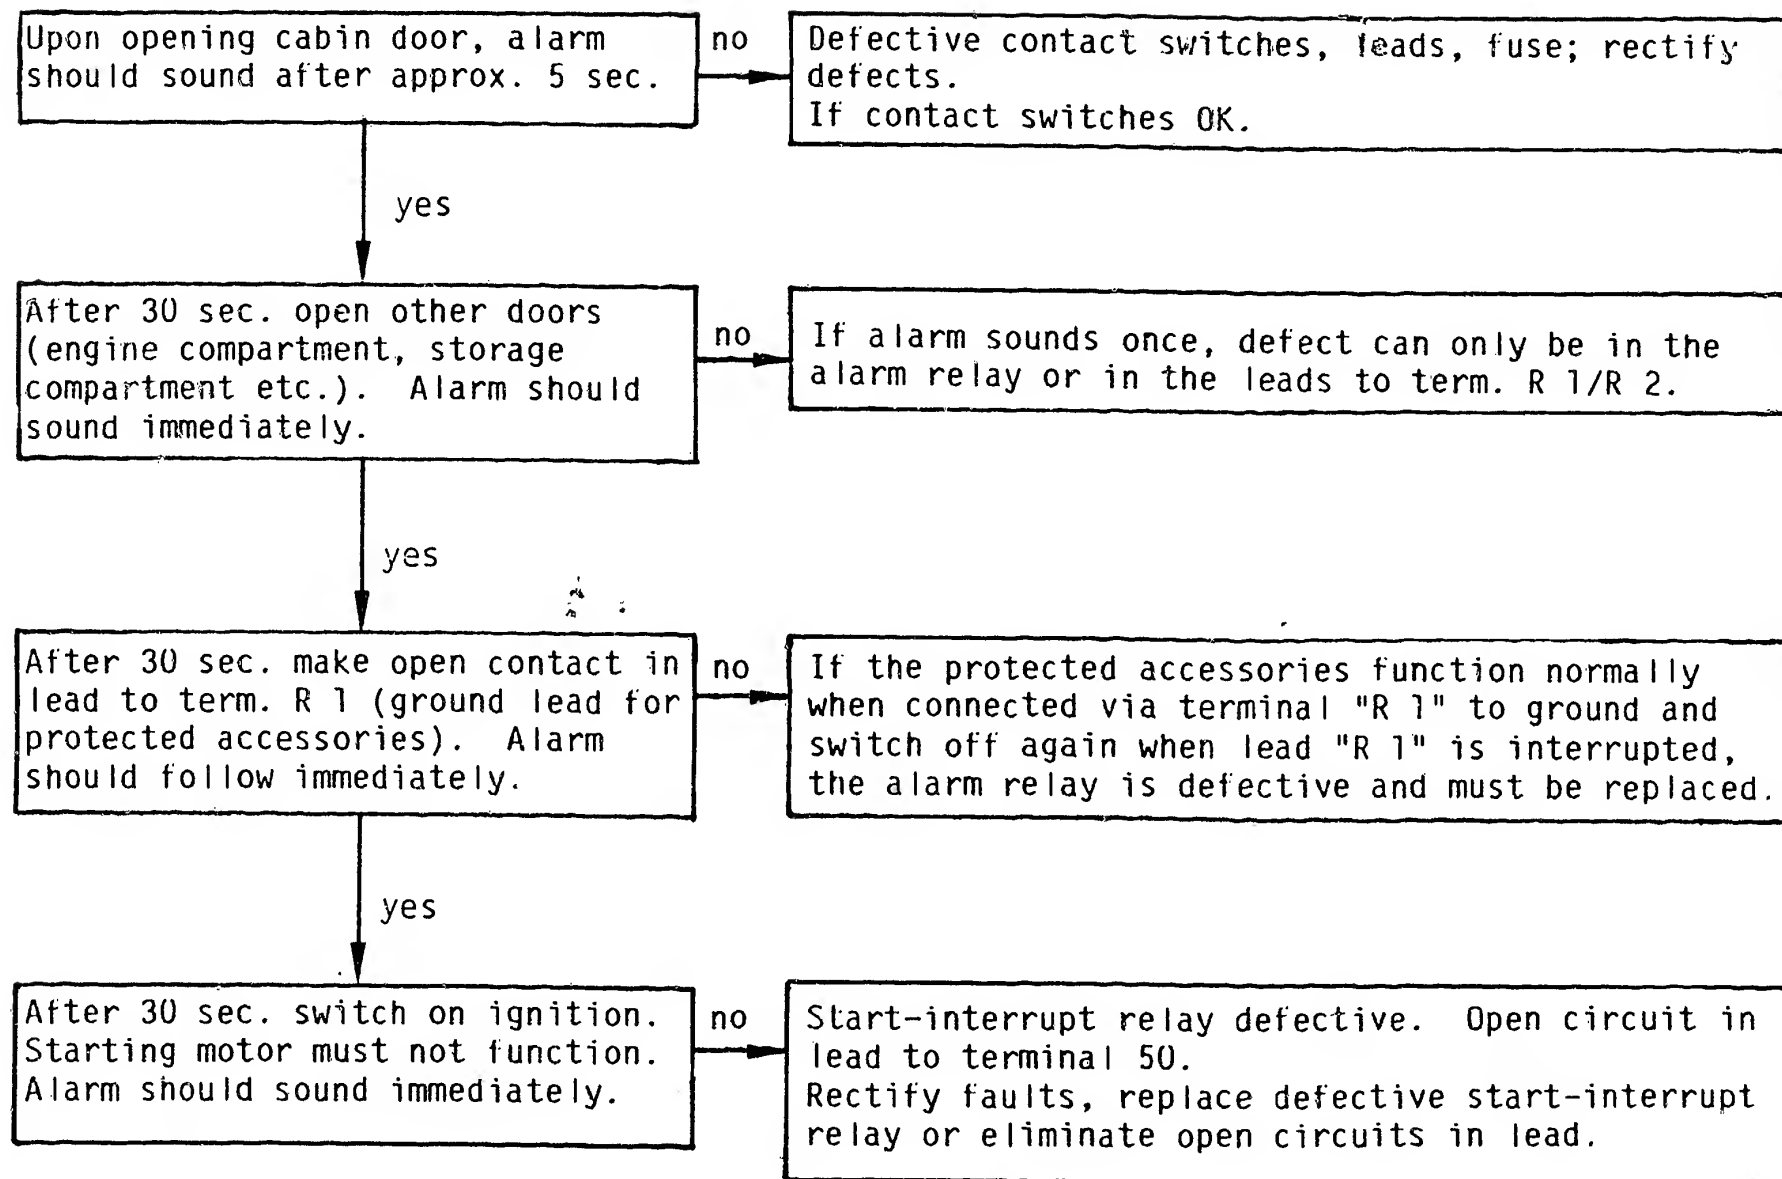 Upon opening cabin door, alarm
should sound after approx. 5 sec.
no
Defective contact switches, leads, fuse; rectify
defects.
If contact switches OK.
yes
After 30 sec. open other doors
(engine compartment, storage
compartment etc.). Alarm should
sound immediately.
no
If alarm sounds once, defect can only be in the
alarm relay or in the leads to term. R 1/R 2.
yes
After 30 sec. make open contact in
lead to term. R 1 (ground lead for
protected accessories). Alarm
should follow immediately.
no
If the protected accessories function normally
when connected via terminal "R 1" to ground and
switch off again when lead "R 1" is interrupted,
the alarm relay is defective and must be replaced.
yes
After 30 sec. switch on ignition.
Starting motor must not function.
Alarm should sound immediately.
no
Start-interrupt relay defective. Open circuit in
lead to terminal 50.
Rectify faults, replace defective start-interrupt
relay or eliminate open circuits in lead.